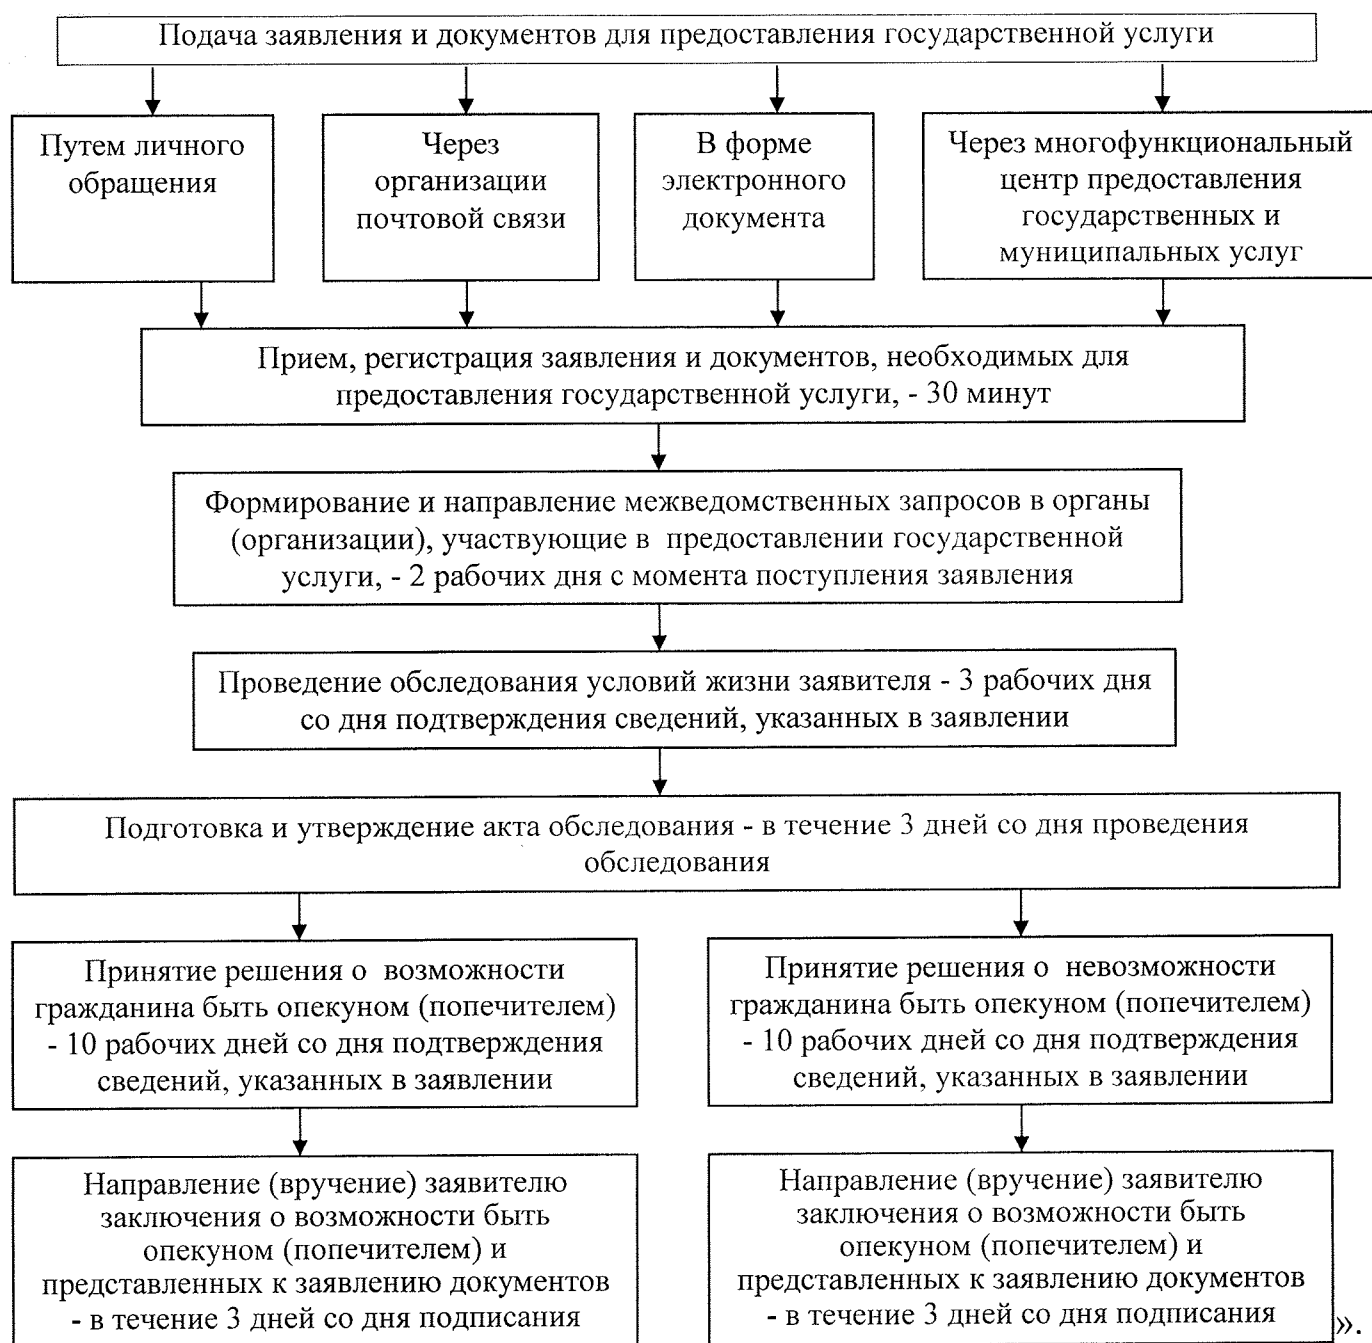 Подача заявления и документов для предоставления государственной услуги
Путем личного
обращения
Через
организации
почтовой связи
В форме
электронного
документа
Через многофункциональный
центр предоставления
государственных и
муниципальных услуг
Прием, регистрация заявления и документов, необходимых для
предоставления государственной услуги, - 30 минут
Формирование и направление межведомственных запросов в органы
(организации), участвующие в предоставлении государственной
услуги, - 2 рабочих дня с момента поступления заявления
Проведение обследования условий жизни заявителя - 3 рабочих дня
со дня подтверждения сведений, указанных в заявлении
Подготовка и утверждение акта обследования - в течение 3 дней со дня проведения
обследования
Принятие решения о возможности
гражданина быть опекуном (попечителем)
- 10 рабочих дней со дня подтверждения
сведений, указанных в заявлении
Принятие решения о невозможности
гражданина быть опекуном (попечителем)
- 10 рабочих дней со дня подтверждения
сведений, указанных в заявлении
Направление (вручение) заявителю
заключения о возможности быть
опекуном (попечителем) и
представленных к заявлению документов
- в течение 3 дней со дня подписания
Направление (вручение) заявителю
заключения о возможности быть
опекуном (попечителем) и
представленных к заявлению документов
- в течение 3 дней со дня подписания
».